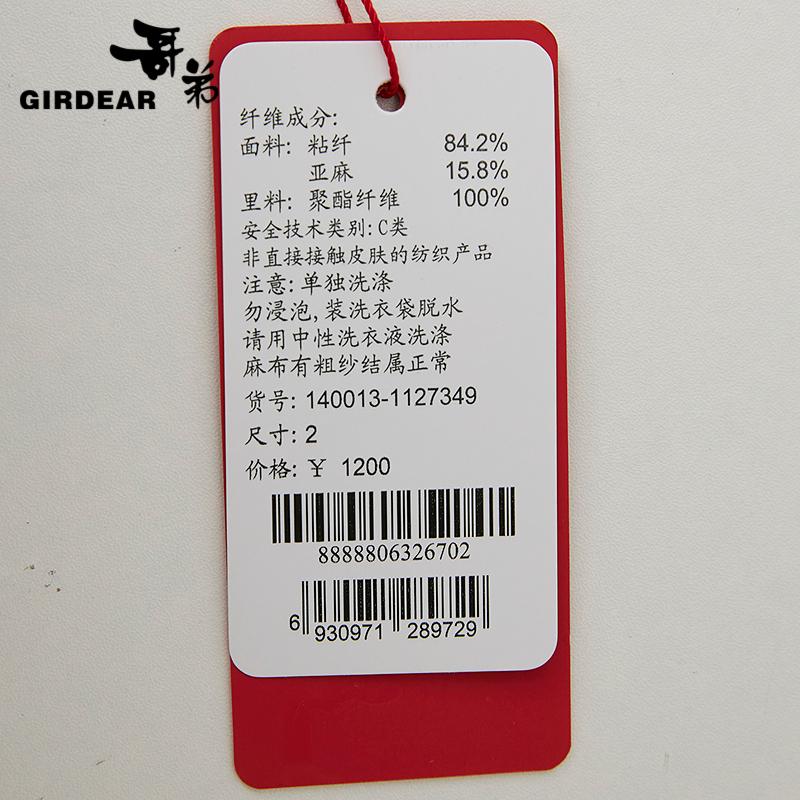 哥弟
GIRDEAR
纤维成分:
面料: 粘纤 84.2%
亚麻 15.8%
里料: 聚酯纤维 100%
安全技术类别: C类
非直接接触皮肤的纺织产品
注意: 单独洗涤
勿浸泡, 装洗衣袋脱水
请用中性洗衣液洗涤
麻布有粗纱结属正常
货号: 140013-1127349
尺寸: 2
价格: ¥ 1200
8888806326702
6 930971 289729